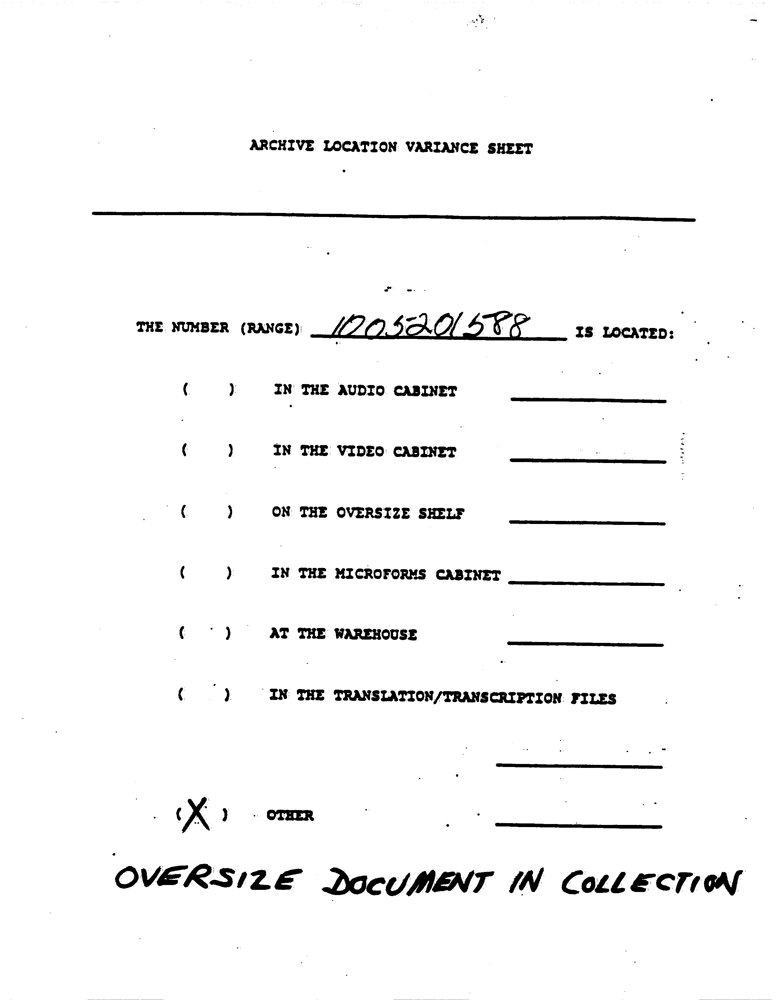 ARCHIVE LOCATION VARIANCE SHEET
THE NUMBER (RANGE) 1005201588 IS LOCATED:
( ) IN THE AUDIO CABINET
( ) IN THE VIDEO CABINET
( ) ON THE OVERSIZE SHELF
( ) IN THE MICROFORMS CABINET
( ) AT THE WAREHOUSE
( ) IN THE TRANSLATION/TRANSCRIPTION FILES
(X) OTHER
OVERSIZE DOCUMENT IN COLLECTION